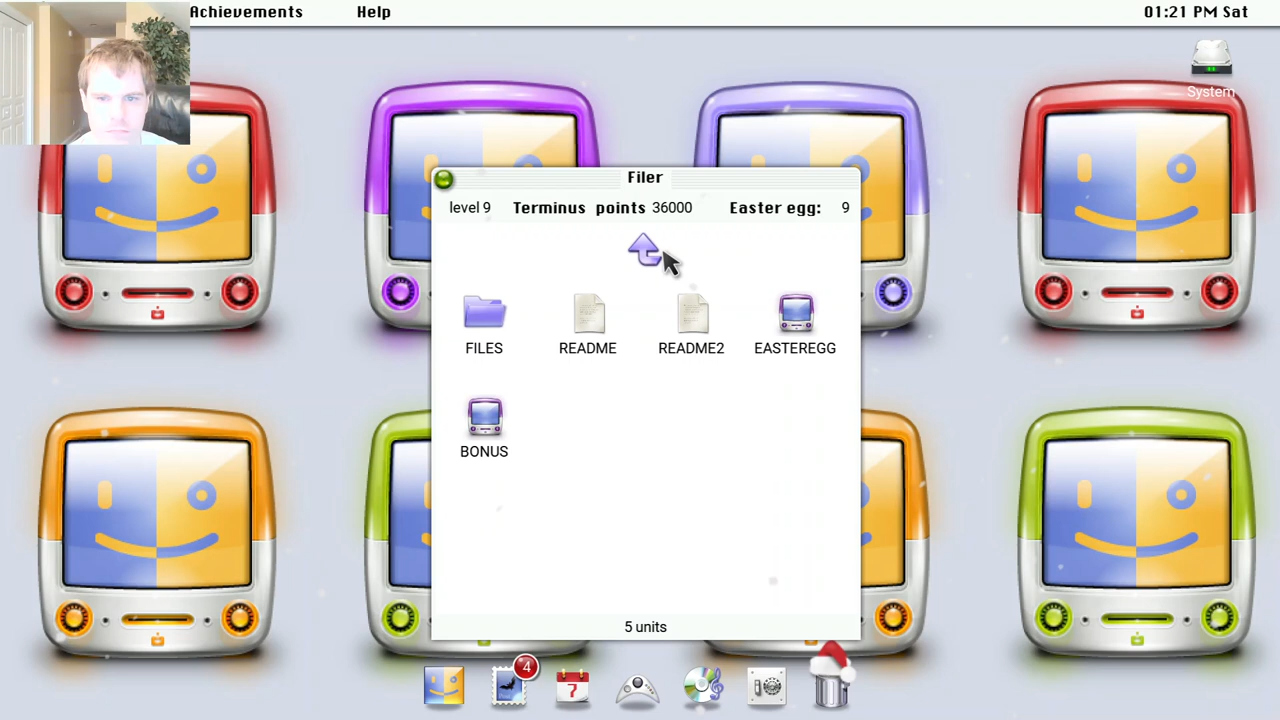 Achievements Help 01:21 PM Sat
System
Filer
level 9 Terminus points 36000 Easter egg: 9
FILES README README2 EASTEREGG
BONUS
5 units
4
7